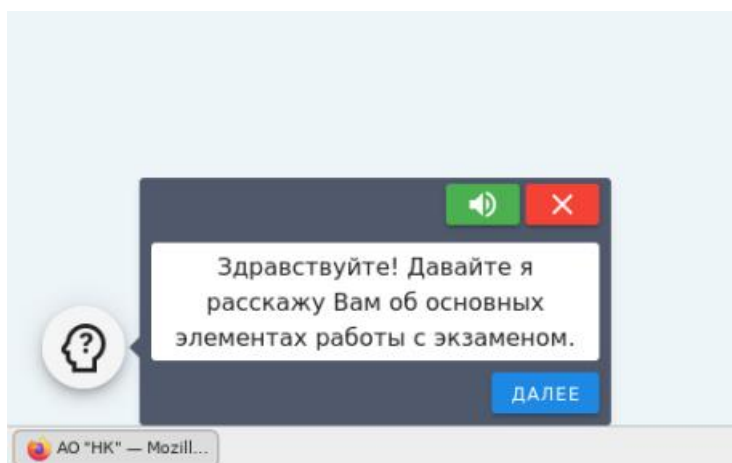 Здравствуйте! Давайте я
расскажу Вам об основных
элементах работы с экзаменом.
ДАЛЕЕ
АО "НК" — Mozill...